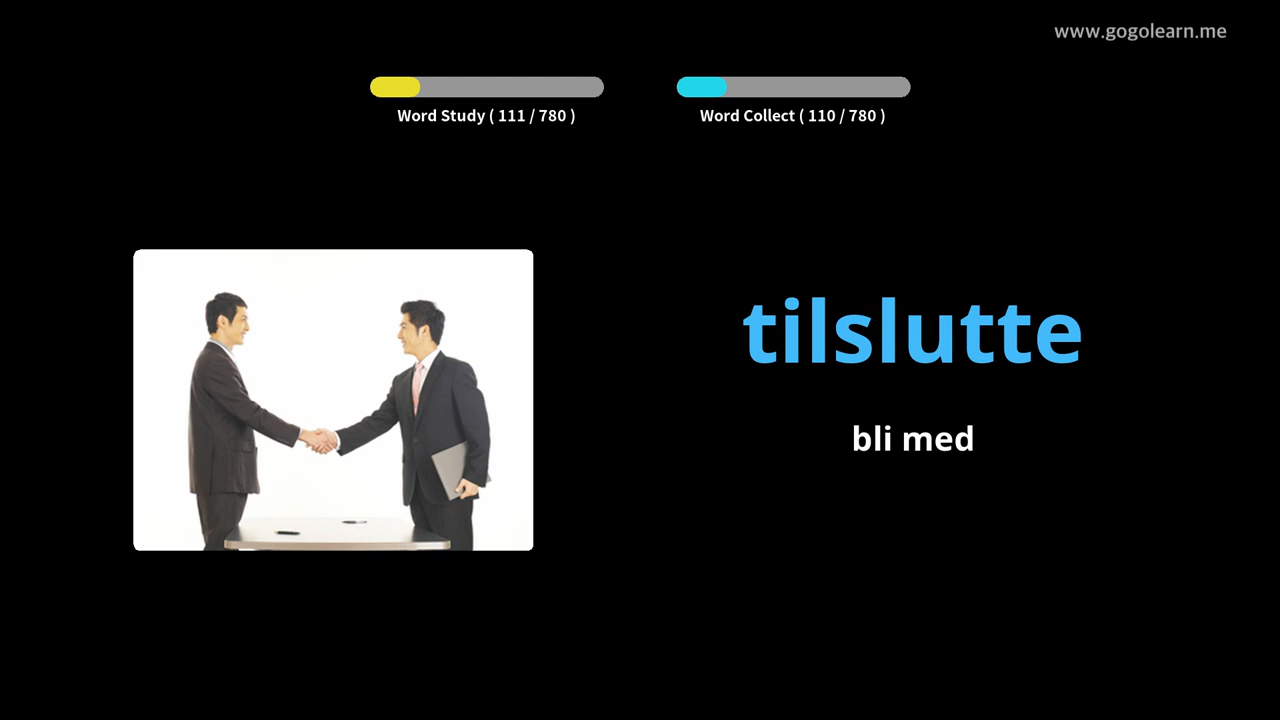 www.gogolearn.me
Word Study ( 111 / 780 )
Word Collect ( 110 / 780 )
tilslutte
bli med